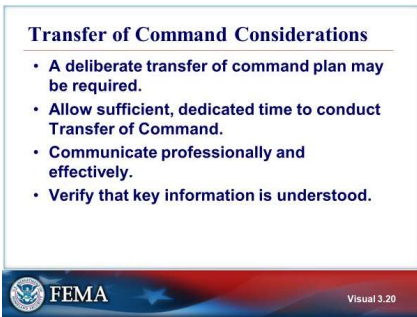 Transfer of Command Considerations
• A deliberate transfer of command plan may
be required.
• Allow sufficient, dedicated time to conduct
Transfer of Command.
• Communicate professionally and
effectively.
• Verify that key information is understood.
FEMA
Visual 3.20